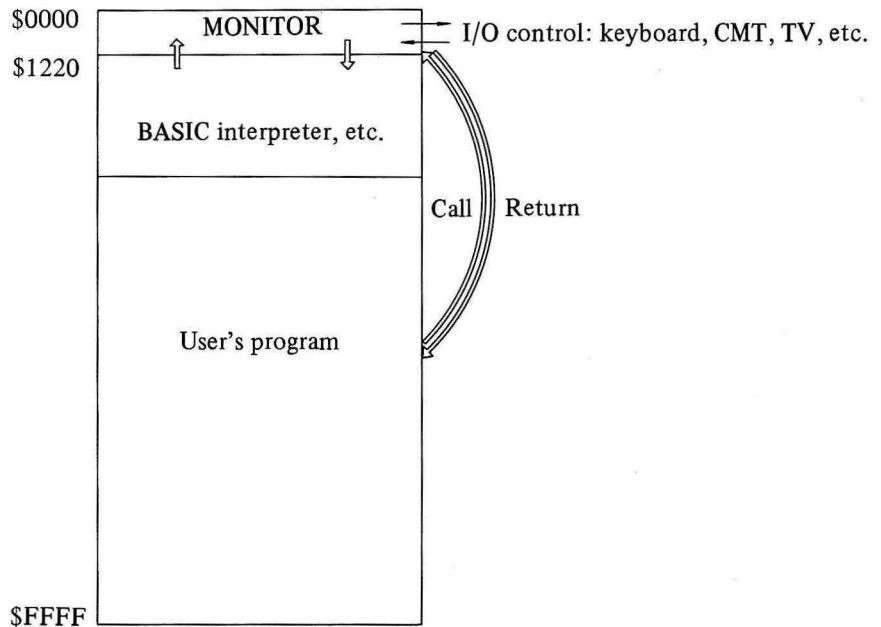 $0000
MONITOR
I/O control: keyboard, CMT, TV, etc.
$1220
BASIC interpreter, etc.
Call
Return
User's program
$FFFF